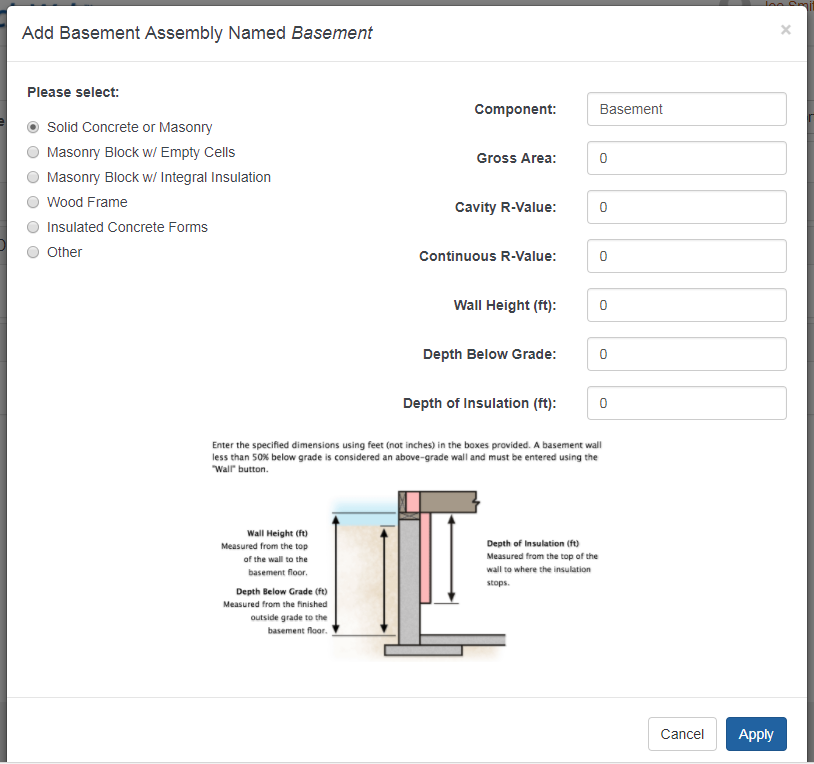 Add Basement Assembly Named Basement
×
Please select:
Solid Concrete or Masonry
Masonry Block w/ Empty Cells
Masonry Block w/ Integral Insulation
Wood Frame
Insulated Concrete Forms
Other
Component: Basement
Gross Area: 0
Cavity R-Value: 0
Continuous R-Value: 0
Wall Height (ft): 0
Depth Below Grade: 0
Depth of Insulation (ft): 0
Enter the specified dimensions using feet (not inches) in the boxes provided. A basement wall
less than 50% below grade is considered an above-grade wall and must be entered using the
"Wall" button.
Wall Height (ft)
Measured from the top
of the wall to the
basement floor.
Depth Below Grade (ft)
Measured from the finished
outside grade to the
basement floor.
Depth of Insulation (ft)
Measured from the top of the
wall to where the insulation
stops.
Cancel
Apply